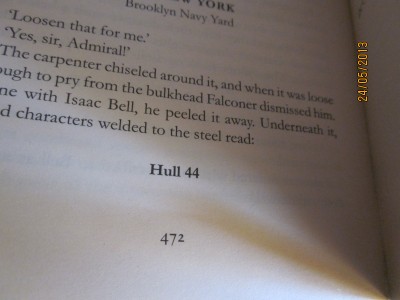 YORK
Brooklyn Navy Yard
'Loosen that for me.'
'Yes, sir, Admiral!'
The carpenter chiseled around it, and when it was loose
ough to pry from the bulkhead Falconer dismissed him.
ne with Isaac Bell, he peeled it away. Underneath it,
d characters welded to the steel read:
Hull 44
472
24/05/2013